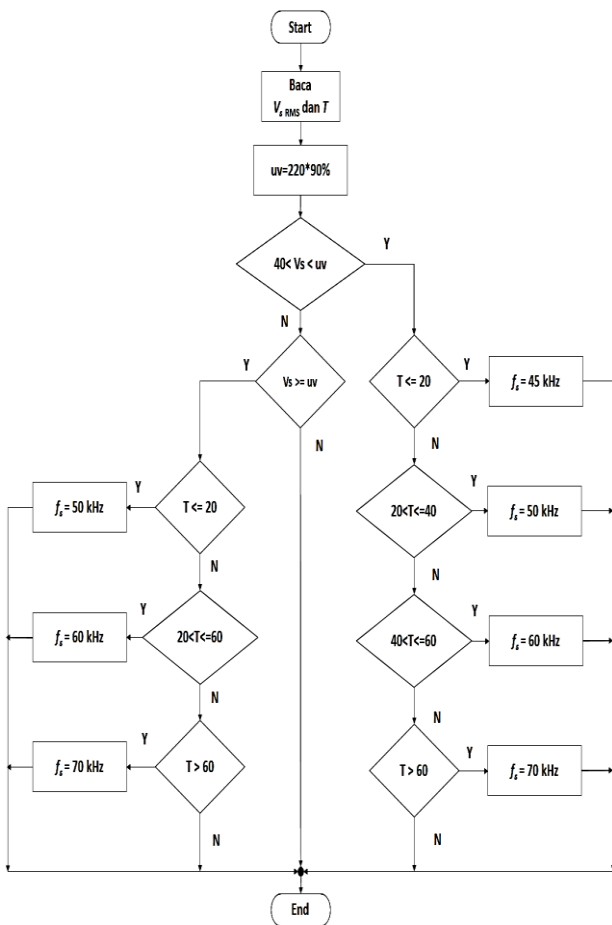 Start
Baca
Vs RMS dan T
uv=220*90%
Y
40< Vs < uv
N
Y
Vs >= uv
N
T <= 20
Y
fs = 45 kHz
N
Y
fs = 50 kHz
T <= 20
N
20<T<=40
Y
fs = 50 kHz
N
Y
fs = 60 kHz
20<T<=60
N
40<T<=60
Y
fs = 60 kHz
N
Y
fs = 70 kHz
T > 60
N
T > 60
Y
fs = 70 kHz
N
End